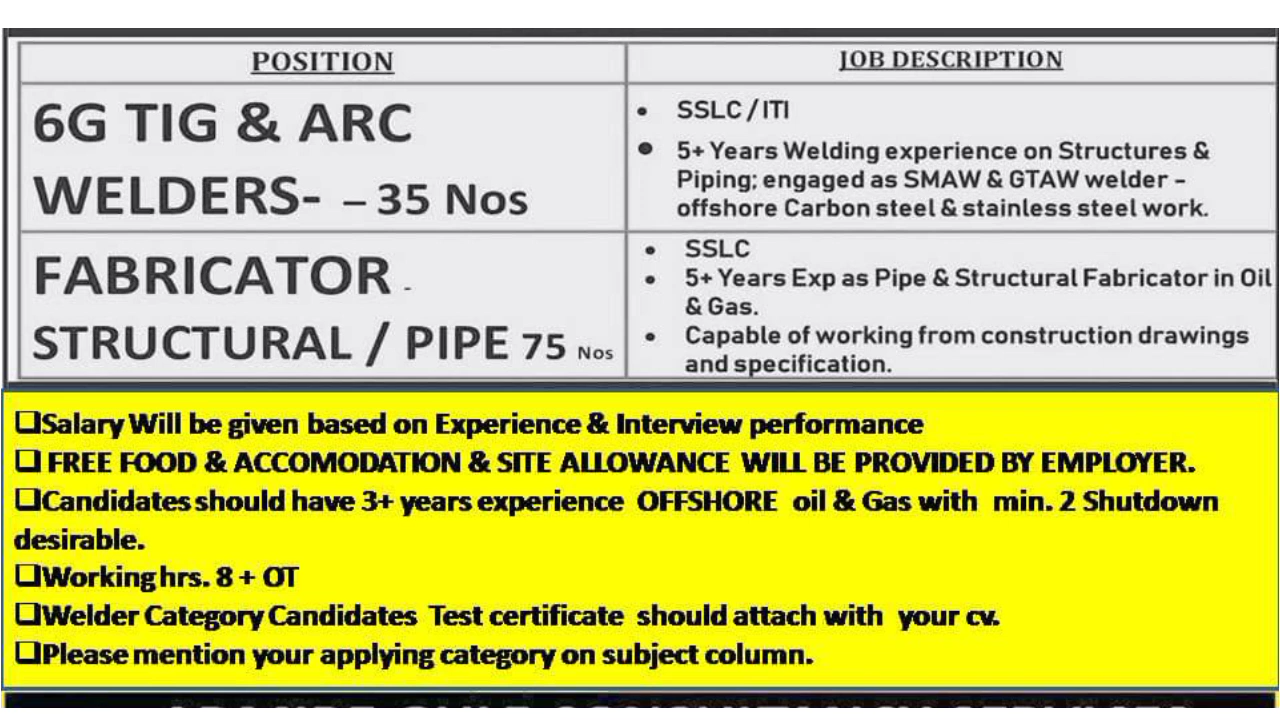 POSITION
JOB DESCRIPTION
6G TIG & ARC
WELDERS- – 35 Nos
• SSLC / ITI
• 5+ Years Welding experience on Structures &
Piping; engaged as SMAW & GTAW welder –
offshore Carbon steel & stainless steel work.
FABRICATOR -
STRUCTURAL / PIPE 75 Nos
• SSLC
• 5+ Years Exp as Pipe & Structural Fabricator in Oil
& Gas.
• Capable of working from construction drawings
and specification.
❑Salary Will be given based on Experience & Interview performance
❑ FREE FOOD & ACCOMODATION & SITE ALLOWANCE WILL BE PROVIDED BY EMPLOYER.
❑Candidates should have 3+ years experience OFFSHORE oil & Gas with min. 2 Shutdown
desirable.
❑Working hrs. 8 + OT
❑Welder Category Candidates Test certificate should attach with your cv.
❑Please mention your applying category on subject column.